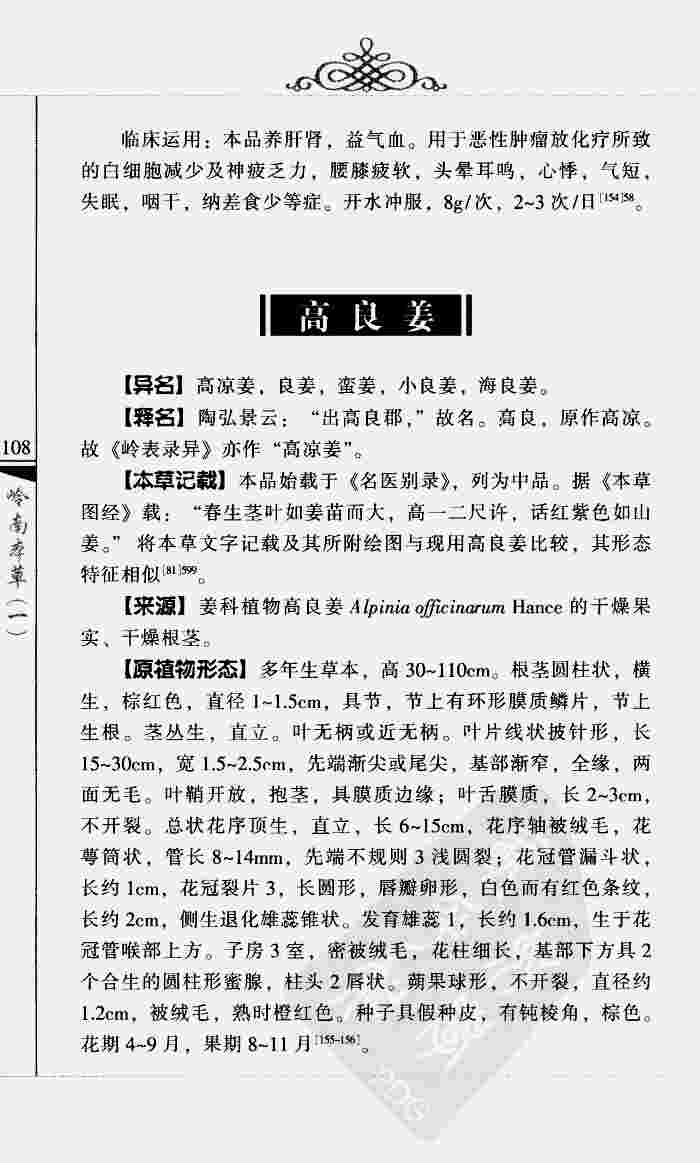 临床运用：本品养肝肾，益气血。用于恶性肿瘤放化疗所致
的白细胞减少及神疲乏力，腰膝疲软，头晕耳鸣，心悸，气短，
失眠，咽干，纳差食少等症。开水冲服，8g/次，2~3次/日[154]58。
高良姜
【异名】高凉姜，良姜，蛮姜，小良姜，海良姜。
【释名】陶弘景云：“出高良郡，”故名。高良，原作高凉。
故《岭表录异》亦作“高凉姜”。
108
岭南本草（一）
【本草记载】本品始载于《名医别录》，列为中品。据《本草
图经》载：“春生茎叶如姜苗而大，高一二尺许，话红紫色如山
姜。”将本草文字记载及其所附绘图与现用高良姜比较，其形态
特征相似[81]599。
【来源】姜科植物高良姜 Alpinia officinarum Hance 的干燥果
实、干燥根茎。
【原植物形态】多年生草本，高30~110cm。根茎圆柱状，横
生，棕红色，直径1~1.5cm，具节，节上有环形膜质鳞片，节上
生根。茎丛生，直立。叶无柄或近无柄。叶片线状披针形，长
15~30cm，宽1.5~2.5cm，先端渐尖或尾尖，基部渐窄，全缘，两
面无毛。叶鞘开放，抱茎，具膜质边缘；叶舌膜质，长2~3cm，
不开裂。总状花序顶生，直立，长6~15cm，花序轴被绒毛，花
萼筒状，管长8~14mm，先端不规则3浅圆裂；花冠管漏斗状，
长约1cm，花冠裂片3，长圆形，唇瓣卵形，白色而有红色条纹，
长约2cm，侧生退化雄蕊锥状。发育雄蕊1，长约1.6cm，生于花
冠管喉部上方。子房3室，密被绒毛，花柱细长，基部下方具2
个合生的圆柱形蜜腺，柱头2唇状。蒴果球形，不开裂，直径约
1.2cm，被绒毛，熟时橙红色。种子具假种皮，有钝棱角，棕色。
花期4~9月，果期8~11月[155-156]。